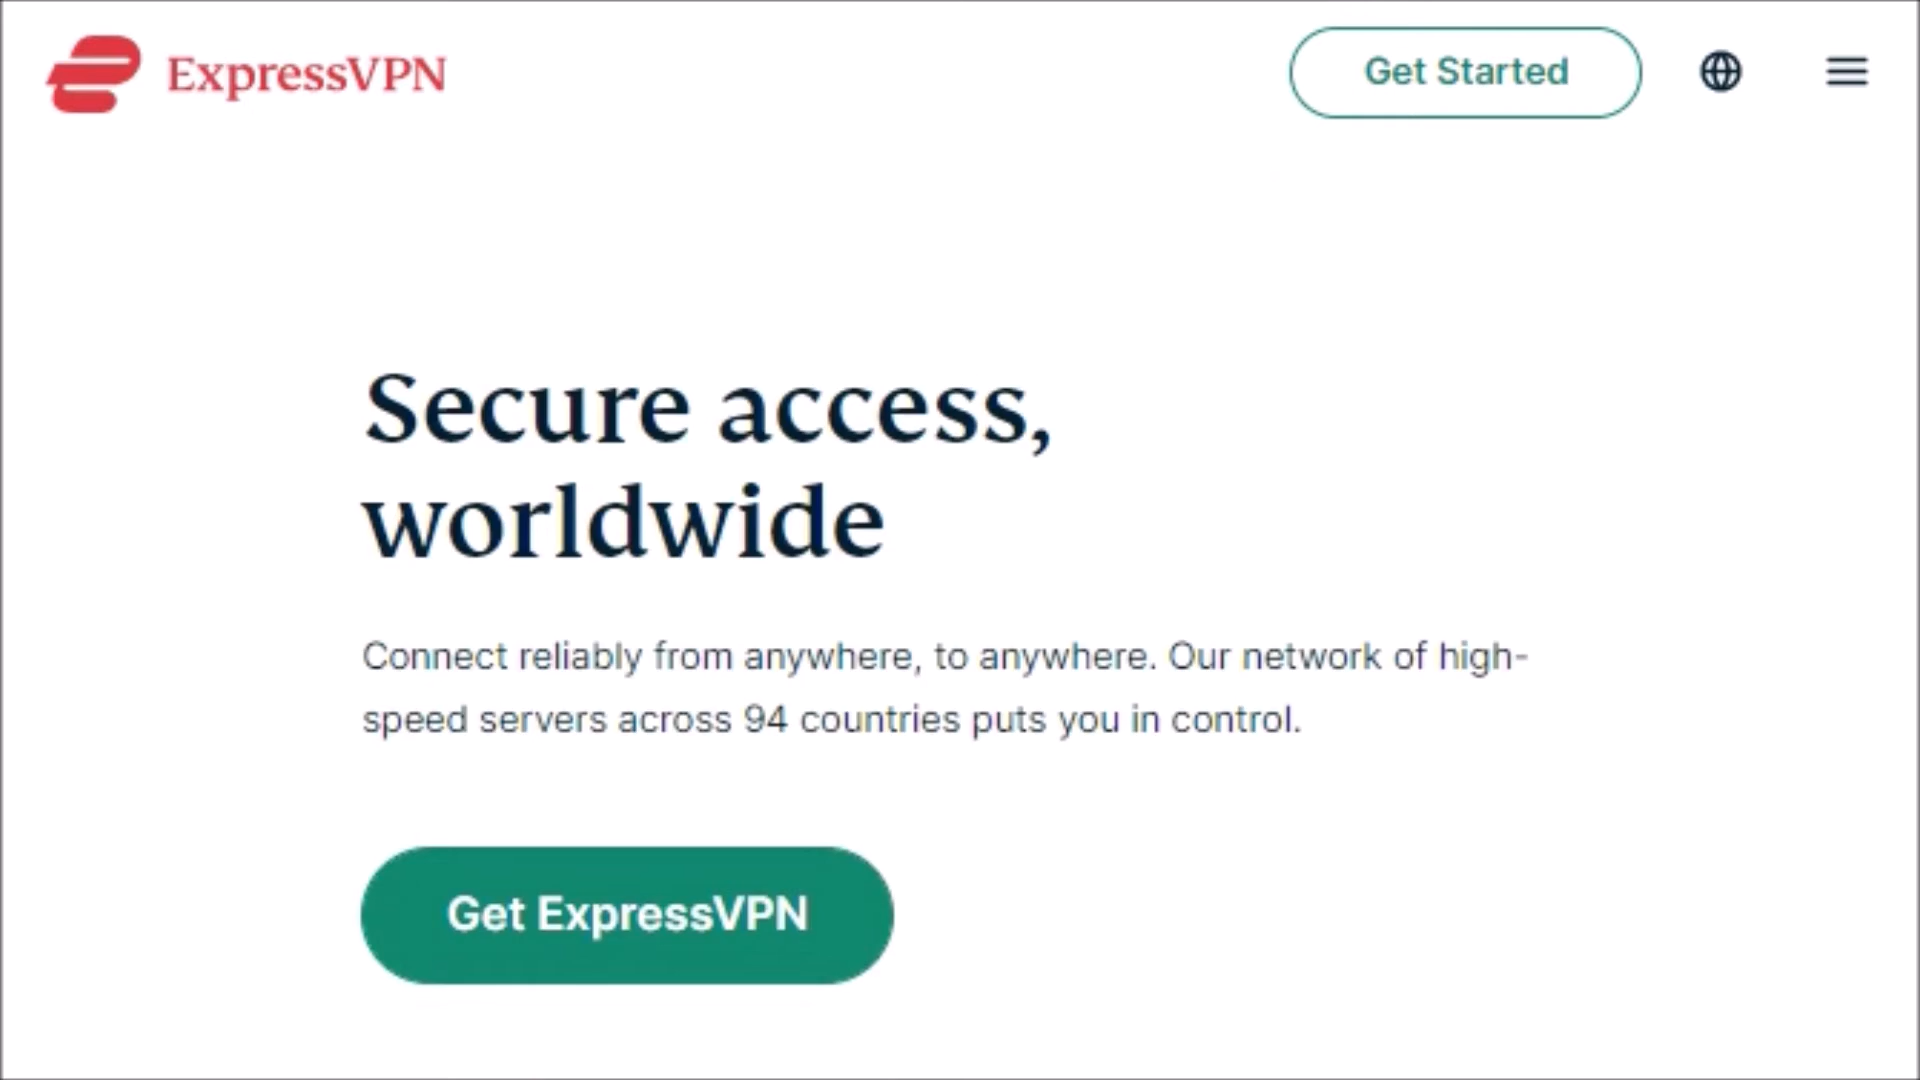 ExpressVPN
Get Started
Secure access,
worldwide
Connect reliably from anywhere, to anywhere. Our network of high-
speed servers across 94 countries puts you in control.
Get ExpressVPN